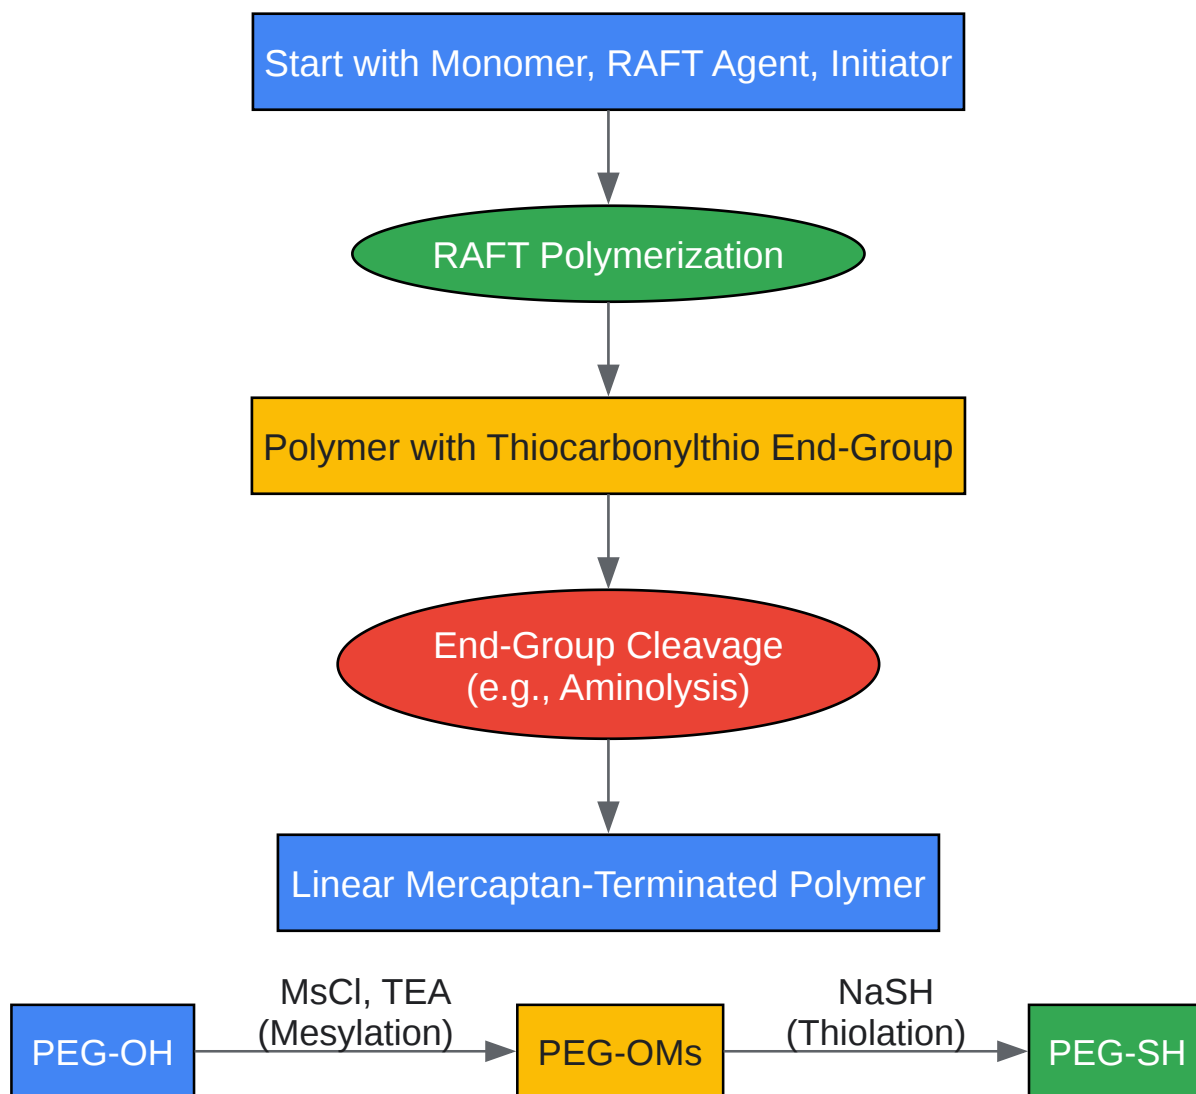 Start with Monomer, RAFT Agent, Initiator
RAFT Polymerization
Polymer with Thiocarbonylthio End-Group
End-Group Cleavage
(e.g., Aminolysis)
Linear Mercaptan-Terminated Polymer
MsCl, TEA
(Mesylation)
NaSH
(Thiolation)
PEG-OH
PEG-OMs
PEG-SH